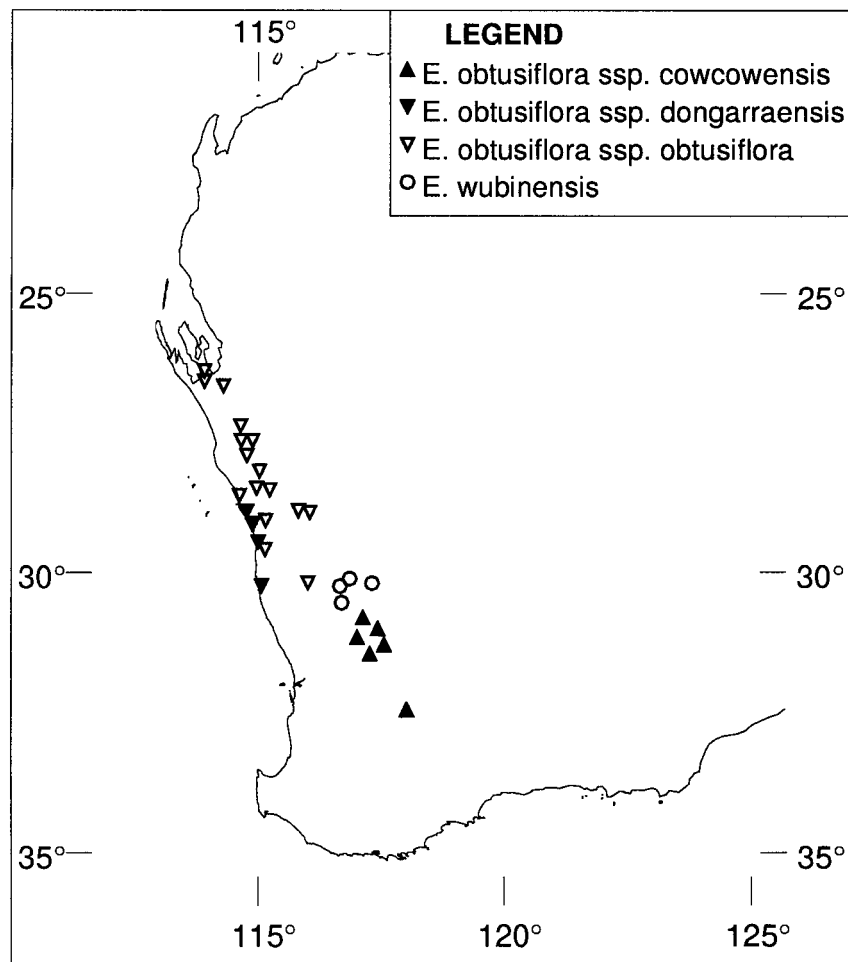 115°
LEGEND
▲ E. obtusiflora ssp. cowcowensis
▼ E. obtusiflora ssp. dongarraensis
▽ E. obtusiflora ssp. obtusiflora
○ E. wubinensis
25° 25°
30° 30°
35° 35°
115° 120° 125°